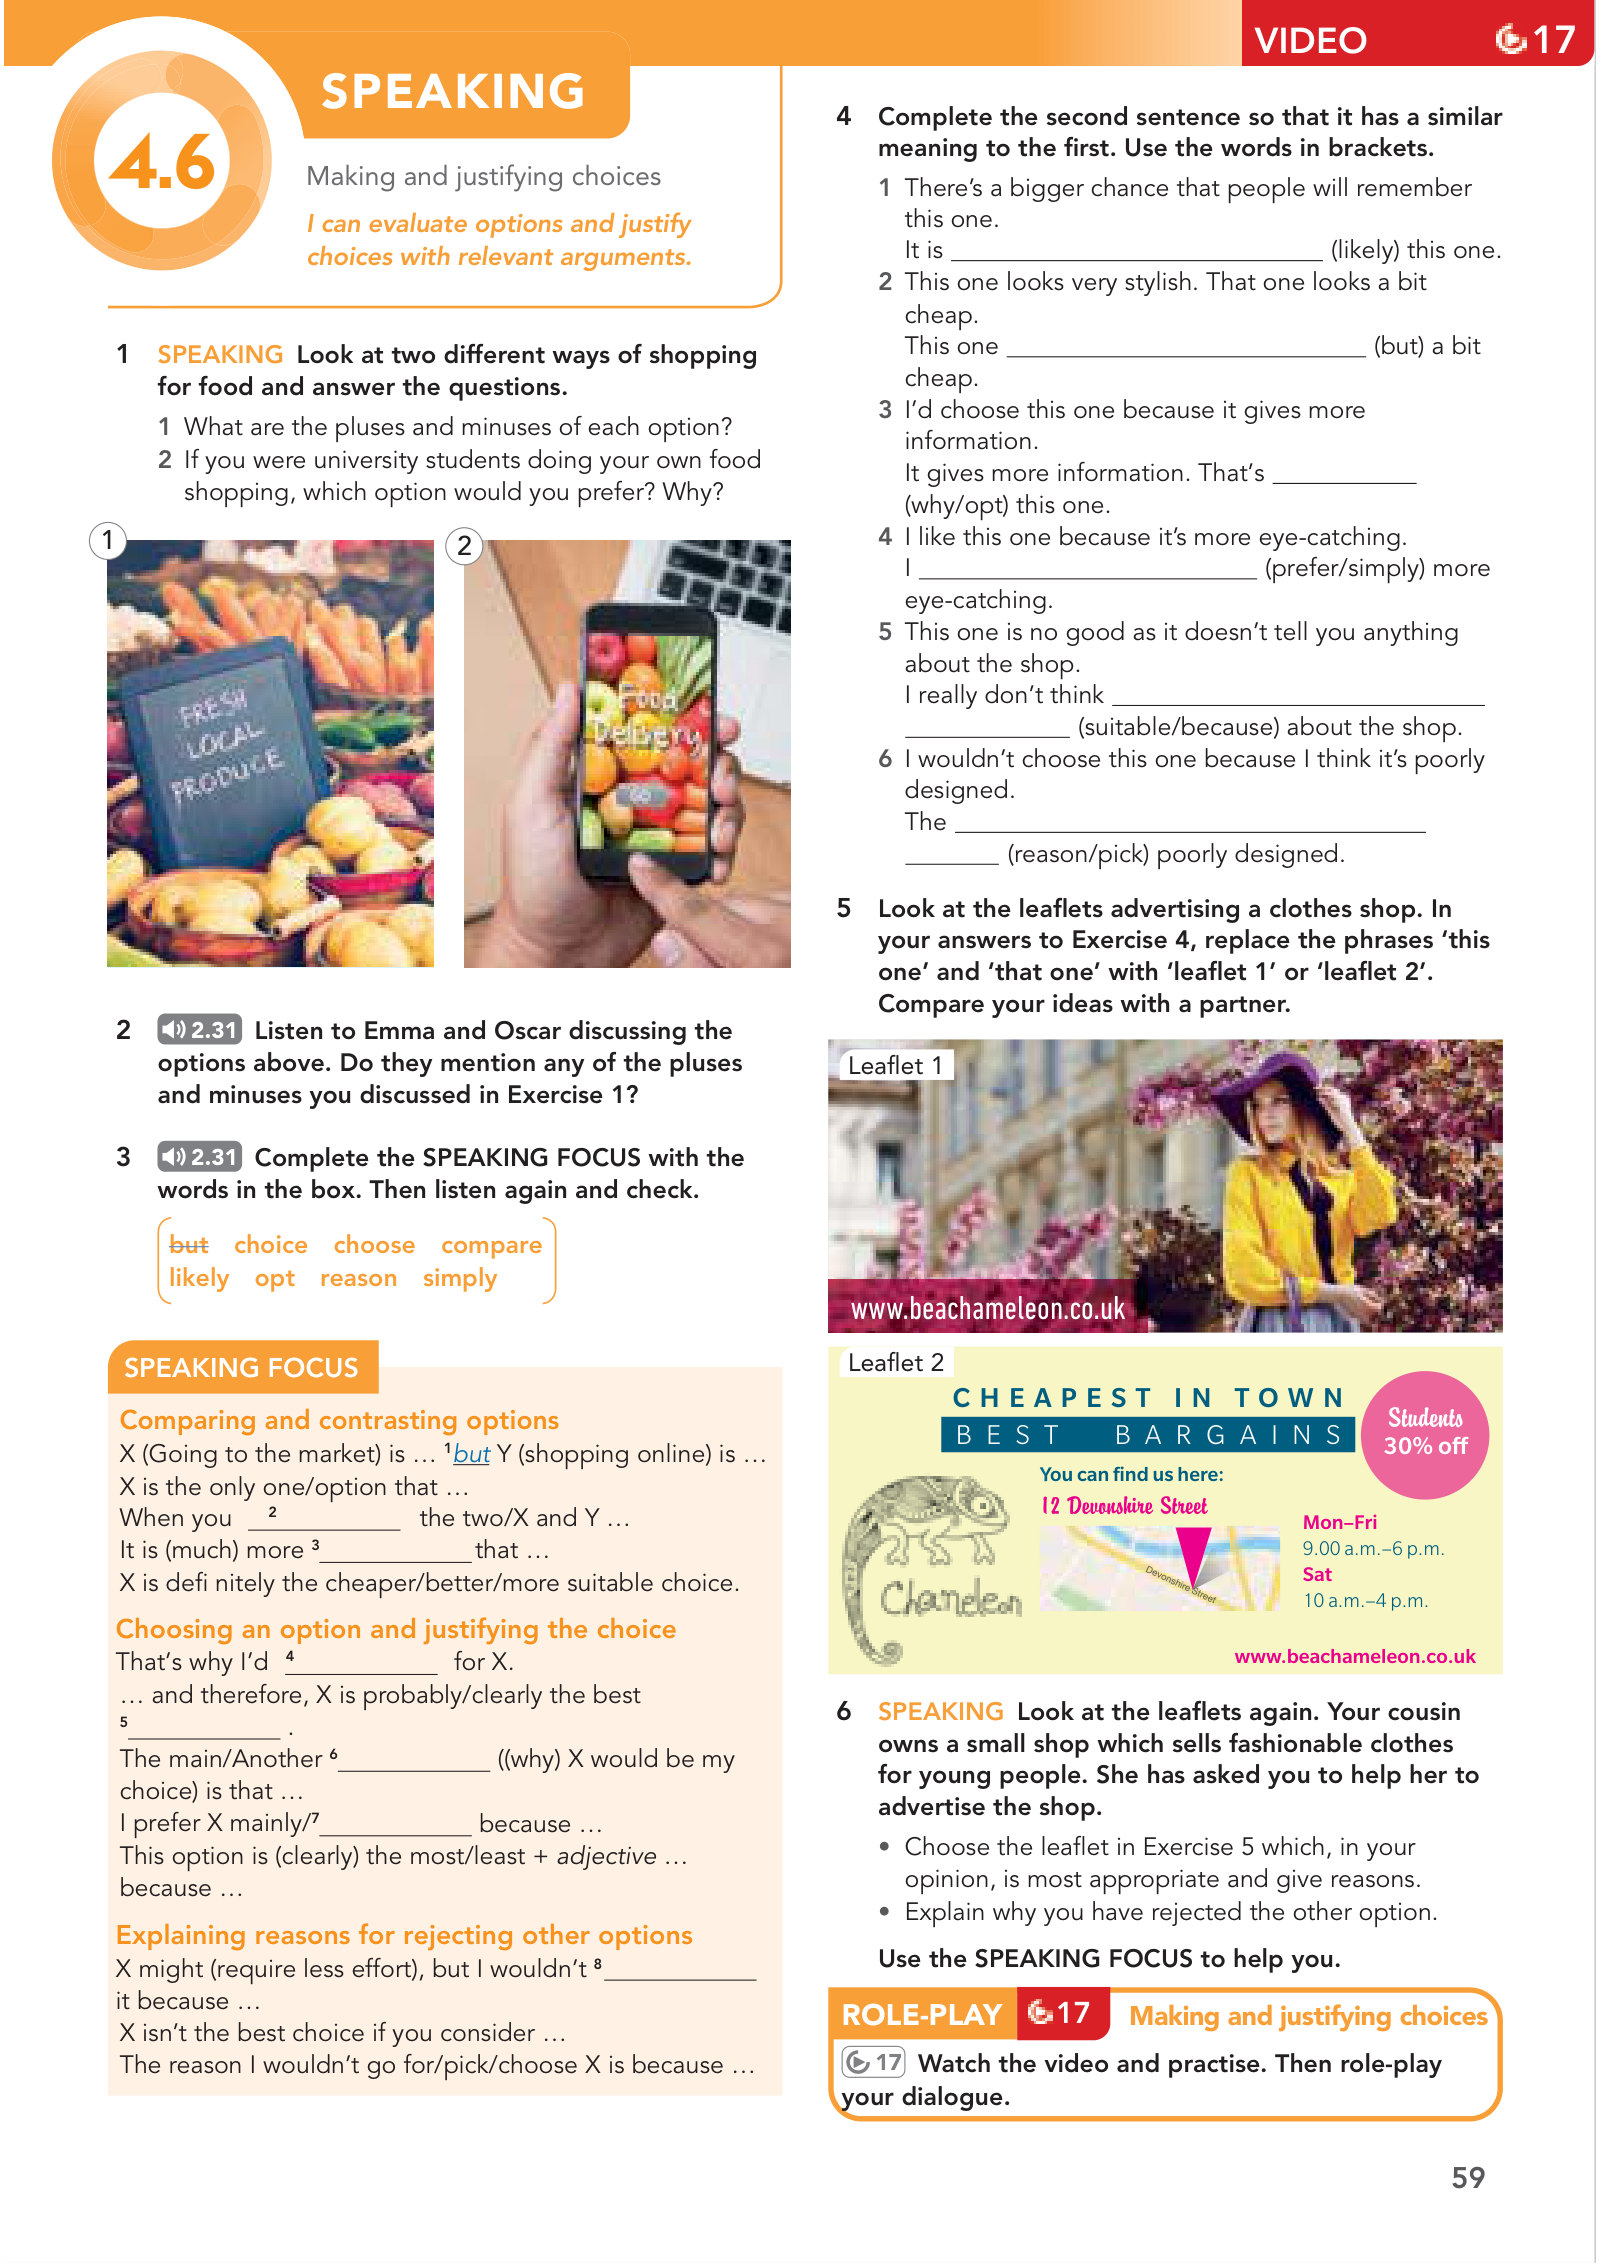 VIDEO 17
4.6
SPEAKING
Making and justifying choices
I can evaluate options and justify
choices with relevant arguments.
1 SPEAKING Look at two different ways of shopping
for food and answer the questions.
1 What are the pluses and minuses of each option?
2 If you were university students doing your own food
shopping, which option would you prefer? Why?
1
FRESH
LOCAL
PRODUCE
2
Food
Delivery
GO
2 2.31 Listen to Emma and Oscar discussing the
options above. Do they mention any of the pluses
and minuses you discussed in Exercise 1?
3 2.31 Complete the SPEAKING FOCUS with the
words in the box. Then listen again and check.
but choice choose compare
likely opt reason simply
SPEAKING FOCUS
Comparing and contrasting options
X (Going to the market) is … ¹but Y (shopping online) is …
X is the only one/option that …
When you ²____________ the two/X and Y …
It is (much) more ³____________ that …
X is defi nitely the cheaper/better/more suitable choice.
Choosing an option and justifying the choice
That's why I'd ⁴____________ for X.
… and therefore, X is probably/clearly the best
⁵____________ .
The main/Another ⁶____________ ((why) X would be my
choice) is that …
I prefer X mainly/⁷____________ because …
This option is (clearly) the most/least + adjective …
because …
Explaining reasons for rejecting other options
X might (require less effort), but I wouldn't ⁸____________
it because …
X isn't the best choice if you consider …
The reason I wouldn't go for/pick/choose X is because …
4 Complete the second sentence so that it has a similar
meaning to the first. Use the words in brackets.
1 There's a bigger chance that people will remember
this one.
It is ____________________________ (likely) this one.
2 This one looks very stylish. That one looks a bit
cheap.
This one ____________________________ (but) a bit
cheap.
3 I'd choose this one because it gives more
information.
It gives more information. That's ___________
(why/opt) this one.
4 I like this one because it's more eye-catching.
I __________________________ (prefer/simply) more
eye-catching.
5 This one is no good as it doesn't tell you anything
about the shop.
I really don't think ____________________________
_____________ (suitable/because) about the shop.
6 I wouldn't choose this one because I think it's poorly
designed.
The ____________________________________
_______ (reason/pick) poorly designed.
5 Look at the leaflets advertising a clothes shop. In
your answers to Exercise 4, replace the phrases 'this
one' and 'that one' with 'leaflet 1' or 'leaflet 2'.
Compare your ideas with a partner.
Leaflet 1
www.beachameleon.co.uk
Leaflet 2
CHEAPEST IN TOWN
BEST BARGAINS
Students
30% off
You can find us here:
12 Devonshire Street
Devonshire Street
Chameleon
Mon–Fri
9.00 a.m.–6 p.m.
Sat
10 a.m.–4 p.m.
www.beachameleon.co.uk
6 SPEAKING Look at the leaflets again. Your cousin
owns a small shop which sells fashionable clothes
for young people. She has asked you to help her to
advertise the shop.
• Choose the leaflet in Exercise 5 which, in your
opinion, is most appropriate and give reasons.
• Explain why you have rejected the other option.
Use the SPEAKING FOCUS to help you.
ROLE-PLAY 17 Making and justifying choices
17 Watch the video and practise. Then role-play
your dialogue.
59